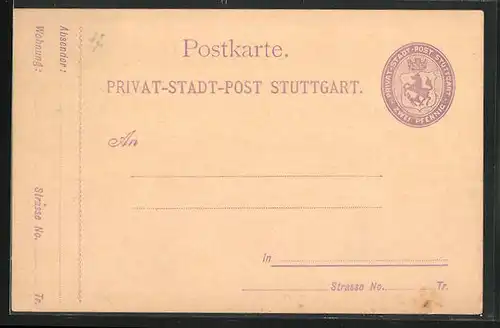 Postkarte.
PRIVAT-STADT-POST STUTTGART.
PRIVAT-STADT-POST STUTTGART
ZWEI PFENNIG
An
in
Strasse No. Tr.
Absender:
Wohnung: Strasse No. Tr.